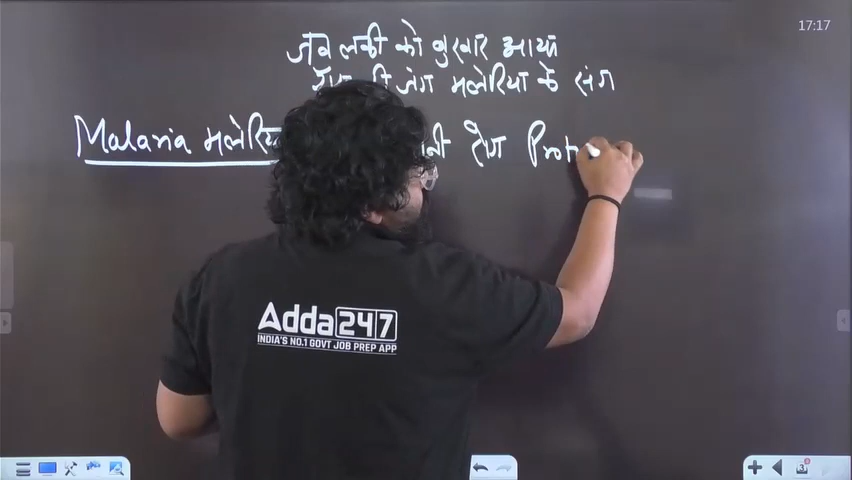 17:17
जब लकी को बुखार आया
जंग मलेरिया के संग
Malaria मलेरिया रोग Prot
Adda247
INDIA'S NO.1 GOVT JOB PREP APP